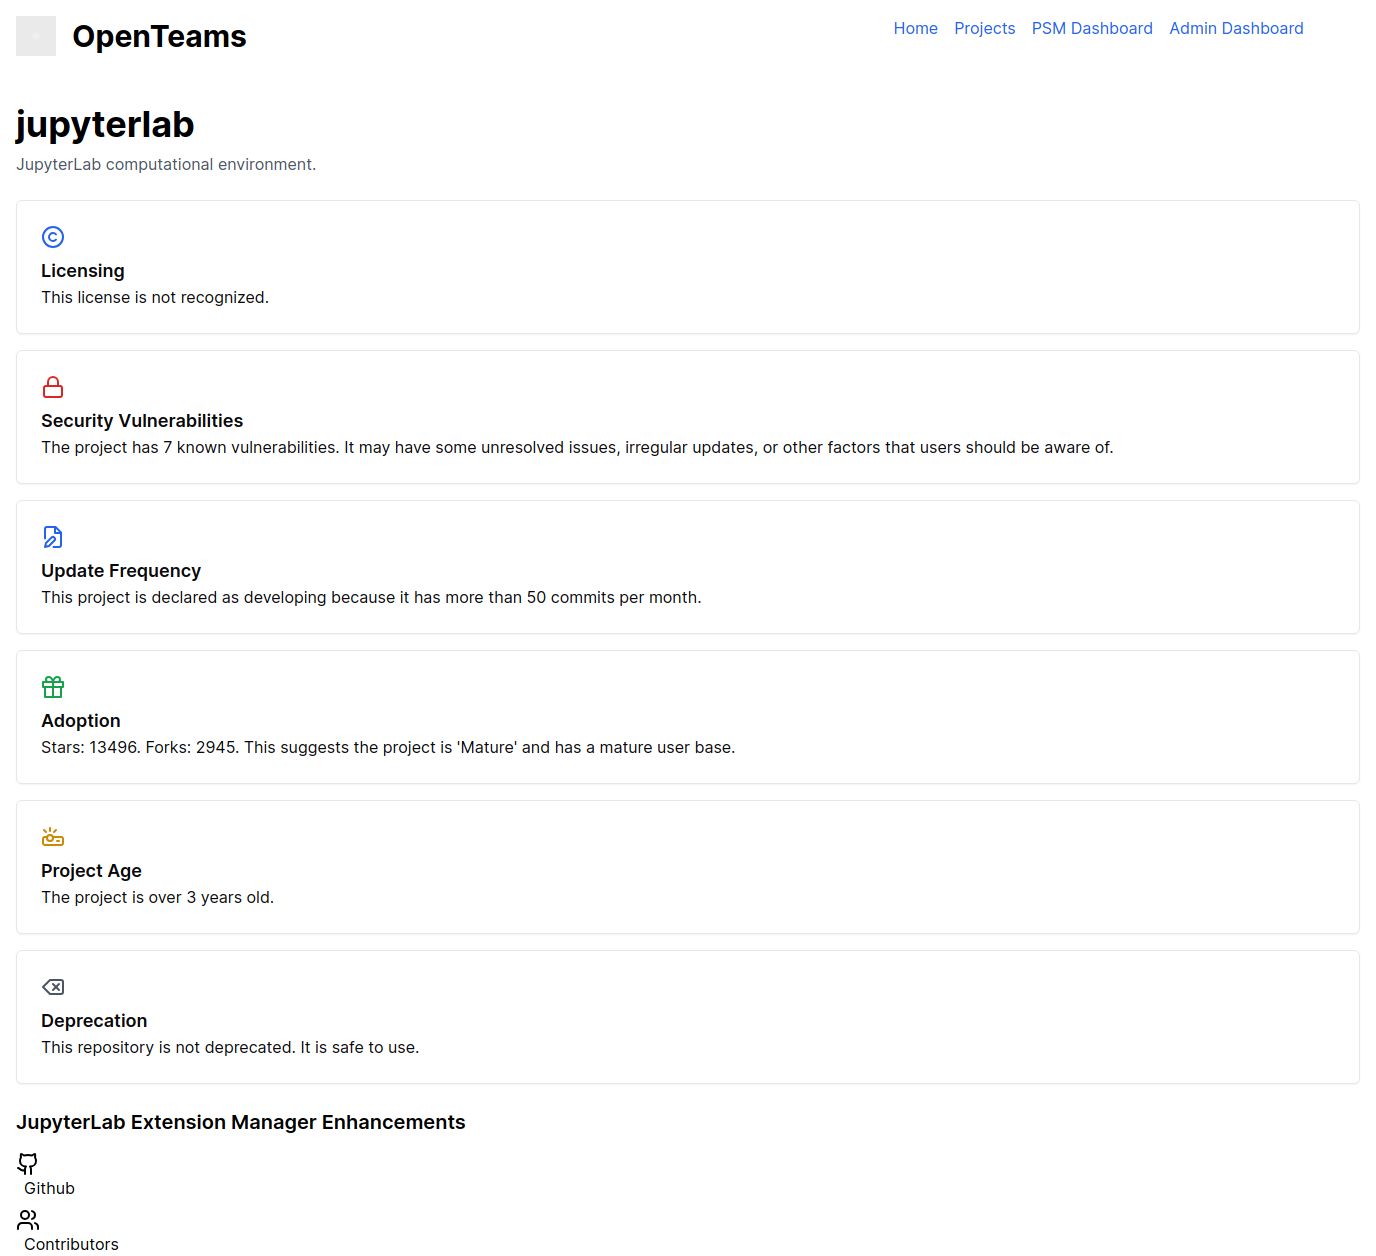 OpenTeams
Home Projects PSM Dashboard Admin Dashboard
jupyterlab
JupyterLab computational environment.
Licensing
This license is not recognized.
Security Vulnerabilities
The project has 7 known vulnerabilities. It may have some unresolved issues, irregular updates, or other factors that users should be aware of.
Update Frequency
This project is declared as developing because it has more than 50 commits per month.
Adoption
Stars: 13496. Forks: 2945. This suggests the project is 'Mature' and has a mature user base.
Project Age
The project is over 3 years old.
Deprecation
This repository is not deprecated. It is safe to use.
JupyterLab Extension Manager Enhancements
Github
Contributors